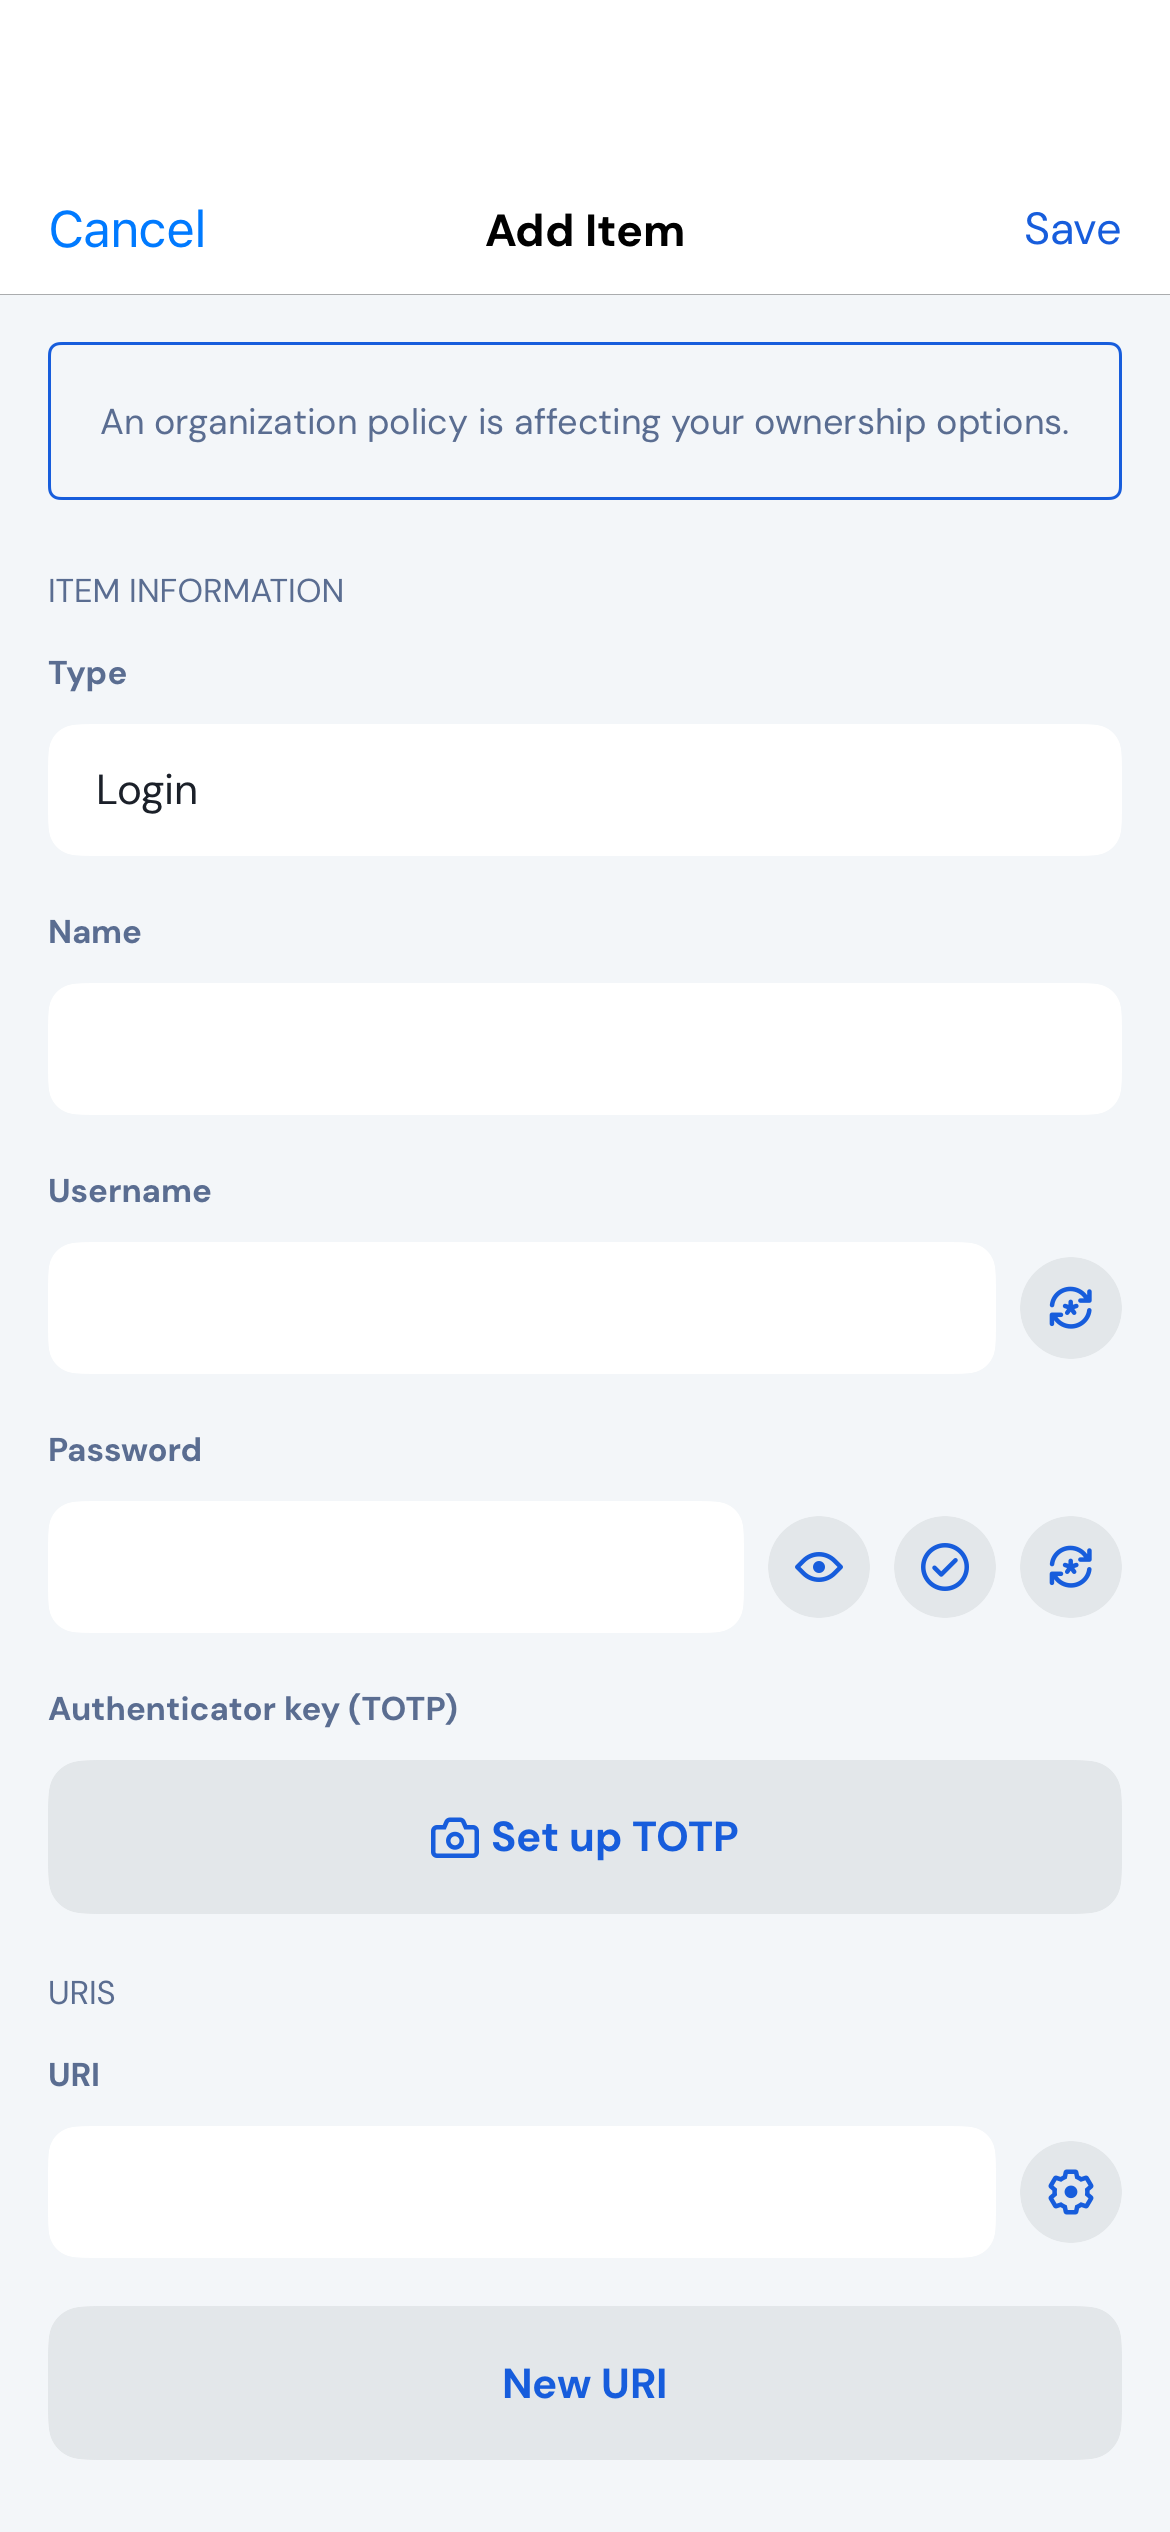 Cancel
Add Item
Save
An organization policy is affecting your ownership options.
ITEM INFORMATION
Type
Login
Name
Username
Password
Authenticator key (TOTP)
Set up TOTP
URIS
URI
New URI